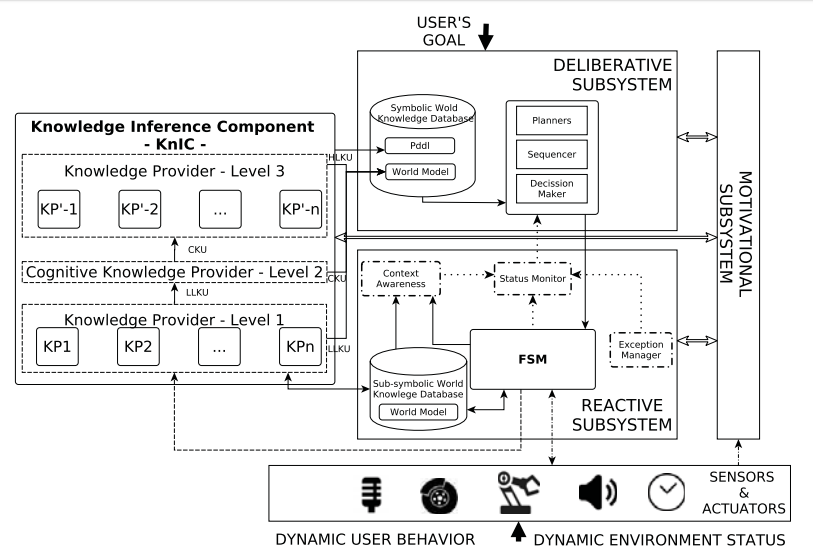 USER'S
GOAL
DELIBERATIVE
SUBSYSTEM
Symbolic Wold
Knowledge Database
Pddl
World Model
Planners
Sequencer
Decission
Maker
Knowledge Inference Component
- KnIC -
Knowledge Provider - Level 3
KP'-1
KP'-2
...
KP'-n
HLKU
CKU
Cognitive Knowledge Provider - Level 2
CKU
LLKU
Knowledge Provider - Level 1
KP1
KP2
...
KPn
LLKU
MOTIVATIONAL
SUBSYSTEM
Context
Awareness
Status Monitor
FSM
Exception
Manager
Sub-symbolic World
Knowlege Database
World Model
REACTIVE
SUBSYSTEM
SENSORS
&
ACTUATORS
DYNAMIC USER BEHAVIOR
DYNAMIC ENVIRONMENT STATUS